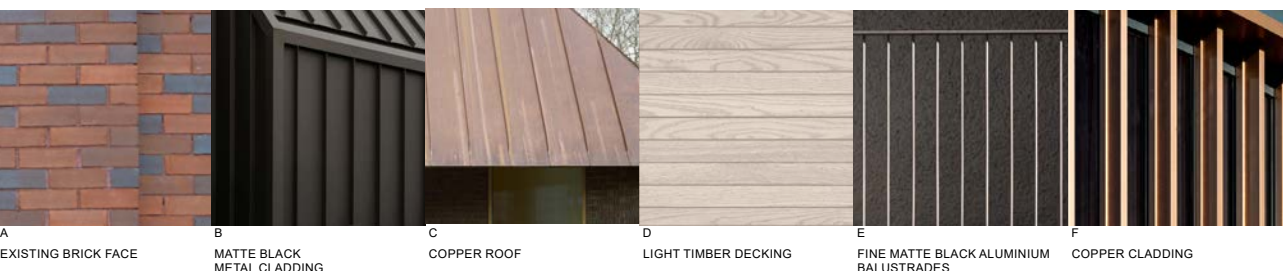 A
EXISTING BRICK FACE
B
MATTE BLACK
METAL CLADDING
C
COPPER ROOF
D
LIGHT TIMBER DECKING
E
FINE MATTE BLACK ALUMINIUM
BALUSTRADES
F
COPPER CLADDING